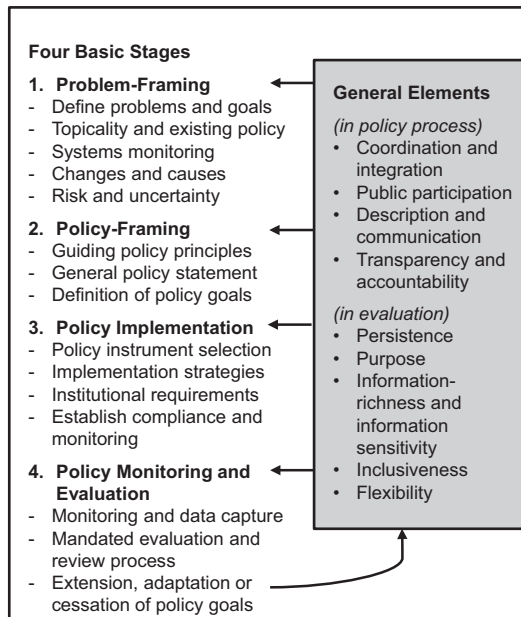 Four Basic Stages
1. Problem-Framing
- Define problems and goals
- Topicality and existing policy
- Systems monitoring
- Changes and causes
- Risk and uncertainty
2. Policy-Framing
- Guiding policy principles
- General policy statement
- Definition of policy goals
3. Policy Implementation
- Policy instrument selection
- Implementation strategies
- Institutional requirements
- Establish compliance and
monitoring
4. Policy Monitoring and
Evaluation
- Monitoring and data capture
- Mandated evaluation and
review process
- Extension, adaptation or
cessation of policy goals
General Elements
(in policy process)
• Coordination and
integration
• Public participation
• Description and
communication
• Transparency and
accountability
(in evaluation)
• Persistence
• Purpose
• Information-
richness and
information
sensitivity
• Inclusiveness
• Flexibility